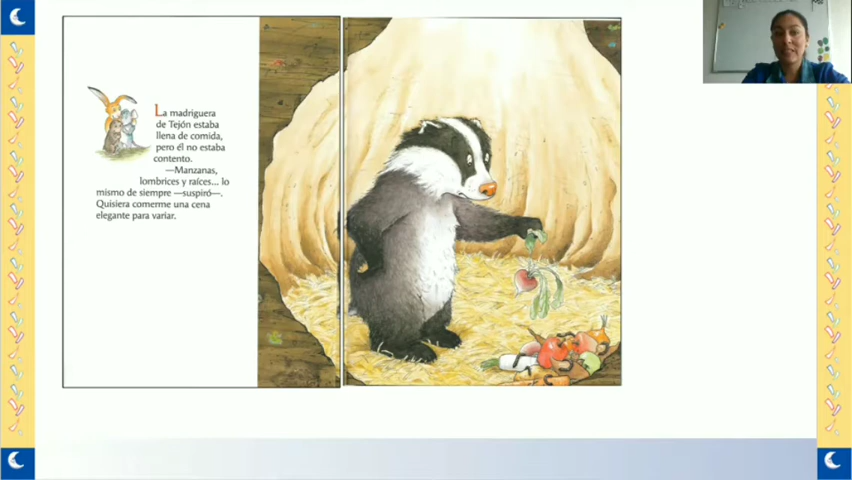 La madriguera
de Tejón estaba
llena de comida,
pero él no estaba
contento.
—Manzanas,
lombrices y raíces... lo
mismo de siempre —suspiró—.
Quisiera comerme una cena
elegante para variar.